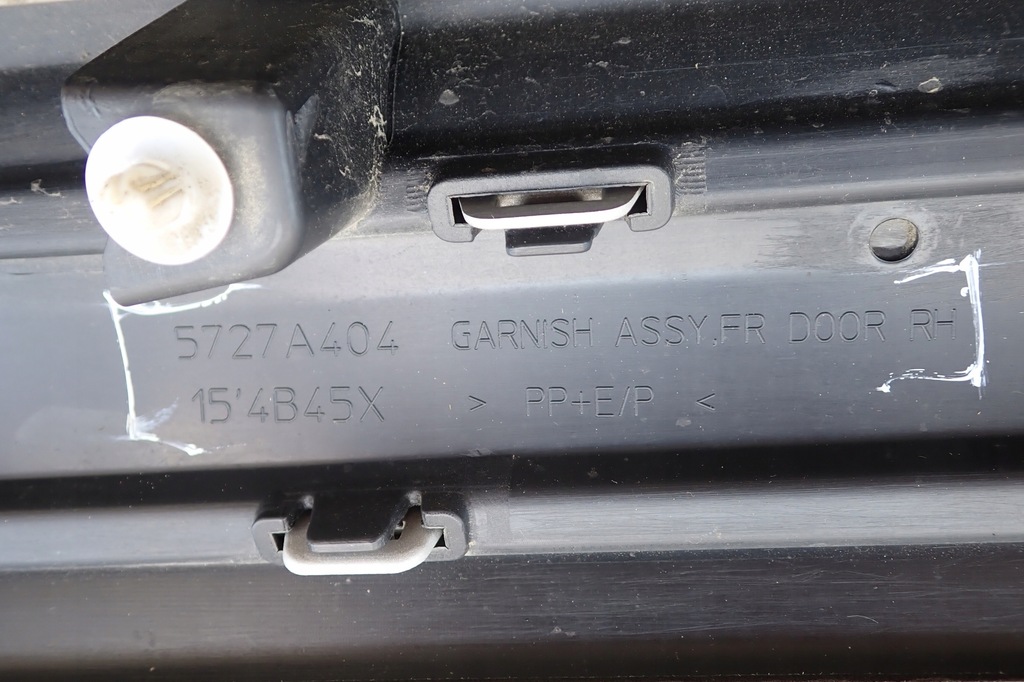 5727A404 GARNISH ASSY,FR DOOR RH
15'4B45X > PP+E/P <